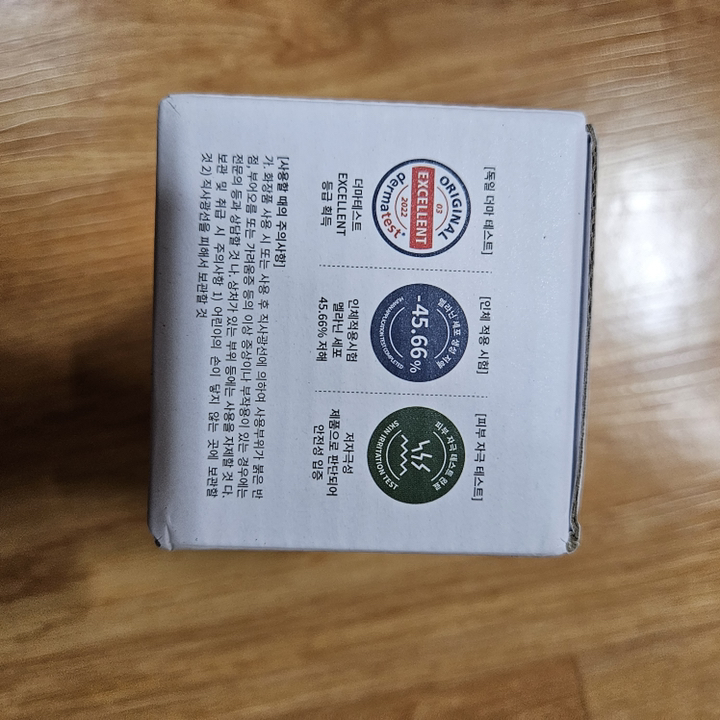 [독일 더마 테스트]
ORIGINAL
03
EXCELLENT
2022
dermatest®
더마테스트
EXCELLENT
등급 획득
[인체 적용 시험]
멜라닌 세포 생성 저해
-45.66%
HUMAN APPLICATION TEST COMPLETED
인체적용시험
멜라닌 세포
45.66% 저해
[피부 자극 테스트]
피부 자극 테스트 완료
SKIN IRRITATION TEST
저자극성
제품으로 판단되어
안전성 입증
[사용할 때의 주의사항]
가. 화장품 사용 시 또는 사용 후 직사광선에 의하여 사용부위가 붉은 반
점, 부어오름 또는 가려움증 등의 이상 증상이나 부작용이 있는 경우에는
전문의 등과 상담할 것 나. 상처가 있는 부위 등에는 사용을 자제할 것 다.
보관 및 취급 시 주의사항 1) 어린이의 손이 닿지 않는 곳에 보관할
것 2) 직사광선을 피해서 보관할 것